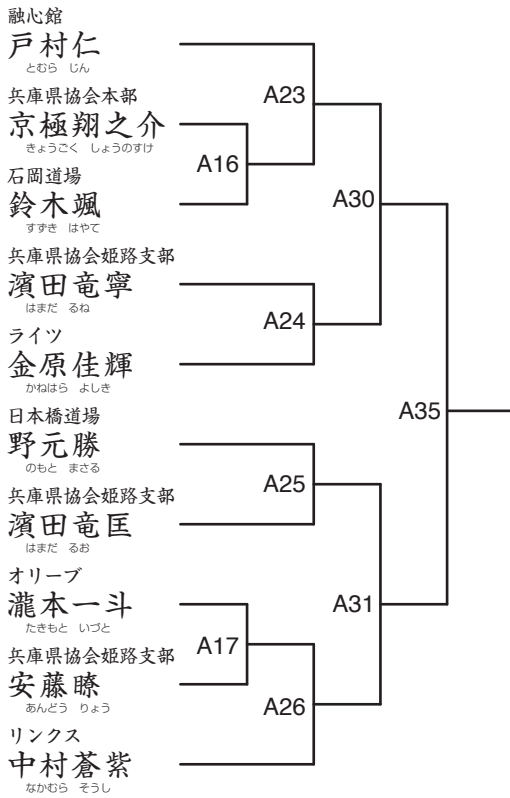 融心館
戸村仁
とむら じん
兵庫県協会本部
京極翔之介
きょうごく しょうのすけ
石岡道場
鈴木颯
すずき はやて
兵庫県協会姫路支部
濱田竜寧
はまだ るね
ライツ
金原佳輝
かねはら よしき
日本橋道場
野元勝
のもと まさる
兵庫県協会姫路支部
濱田竜匡
はまだ るお
オリーブ
瀧本一斗
たきもと いづと
兵庫県協会姫路支部
安藤瞭
あんどう りょう
リンクス
中村蒼紫
なかむら そうし
A23
A16
A30
A24
A35
A25
A31
A17
A26